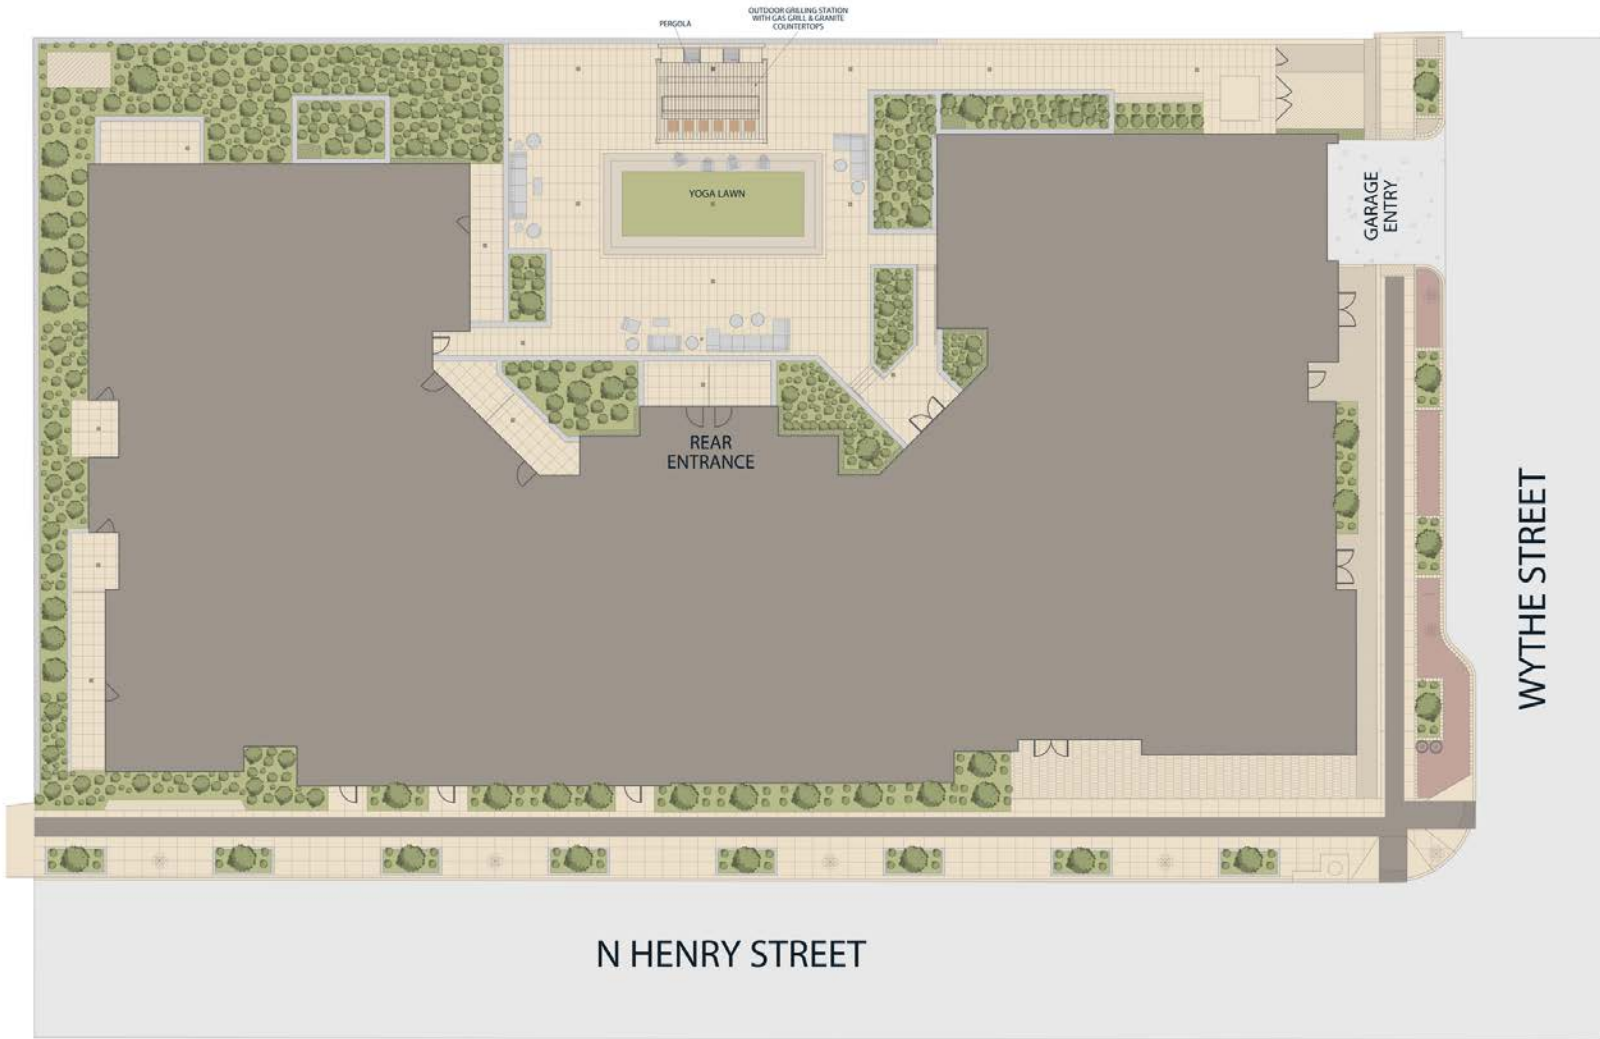 PERGOLA
OUTDOOR GRILLING STATION
WITH GAS GRILL & GRANITE
COUNTERTOPS
YOGA LAWN
GARAGE
ENTRY
REAR
ENTRANCE
WYTHE STREET
N HENRY STREET